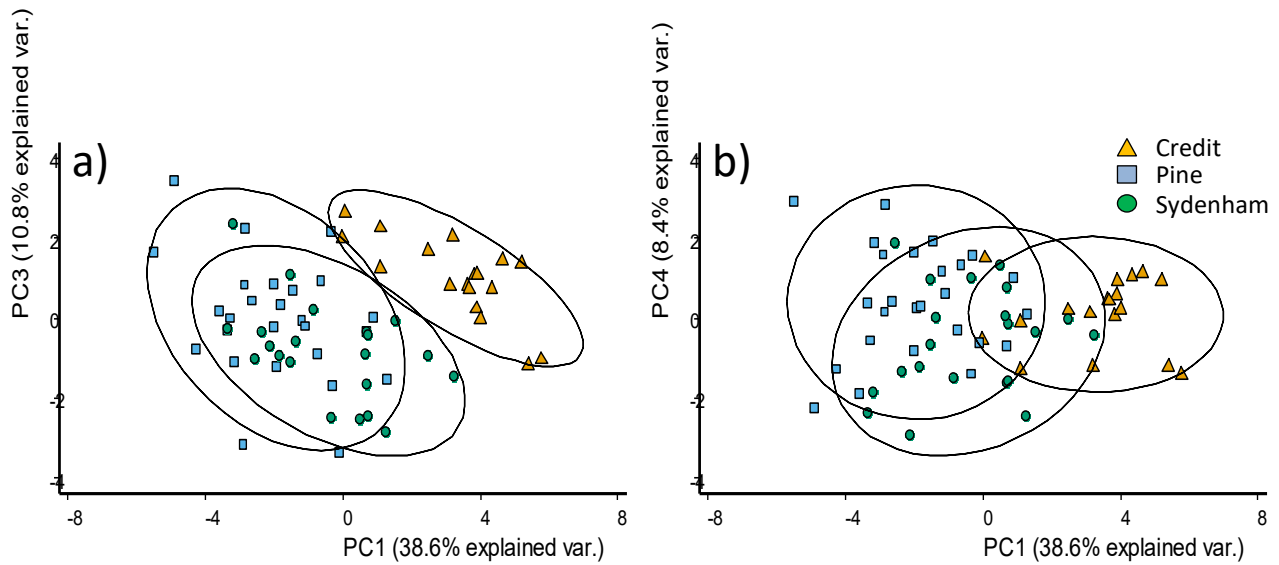 a)
PC3 (10.8% explained var.)
4
2
0
-2
-4
-8
-4
0
4
8
PC1 (38.6% explained var.)
b)
PC4 (8.4% explained var.)
4
2
0
-2
-4
-8
-4
0
4
8
PC1 (38.6% explained var.)
Credit
Pine
Sydenham